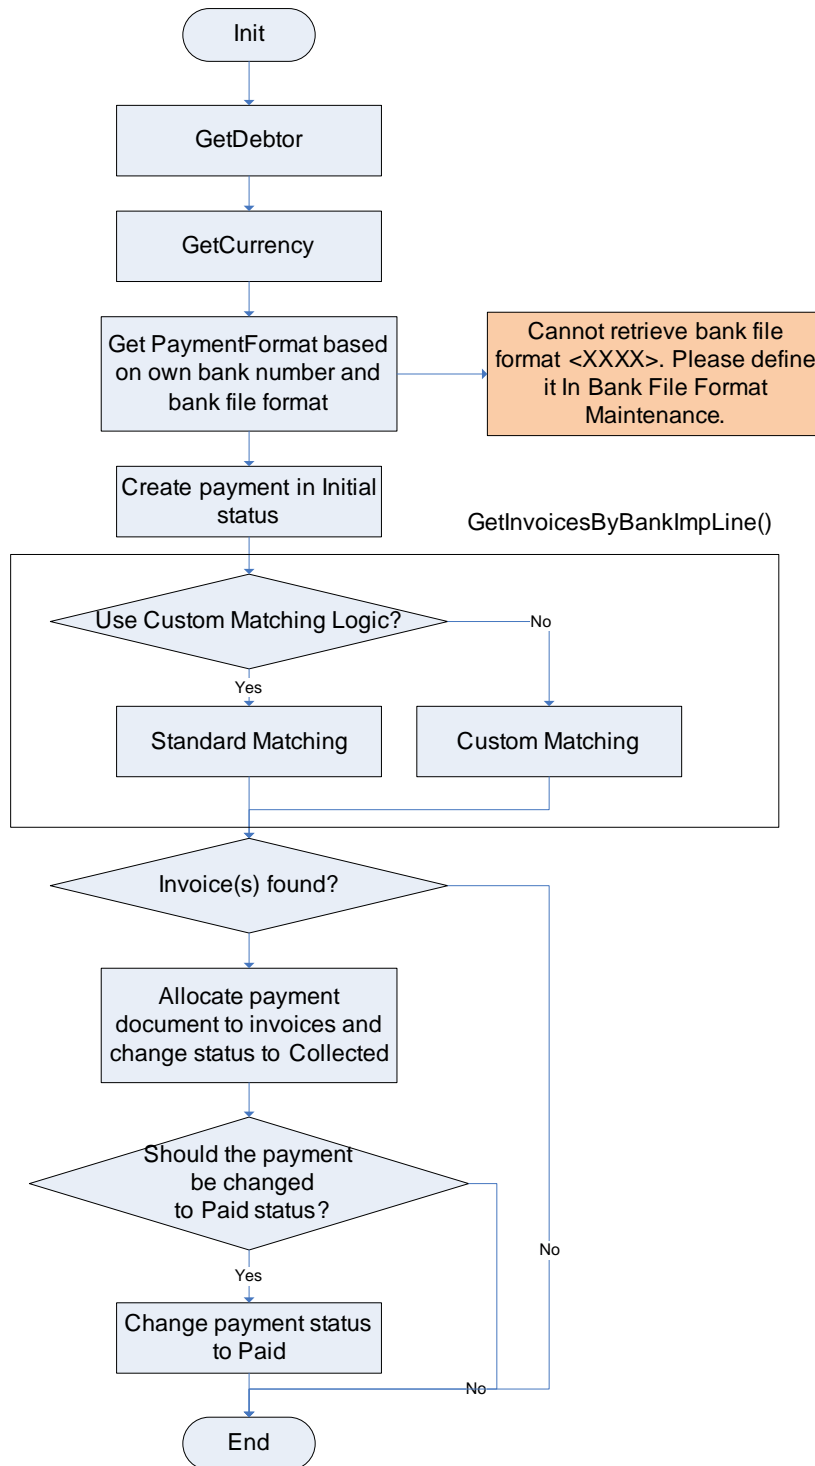 Init
GetDebtor
GetCurrency
Get PaymentFormat based
on own bank number and
bank file format
Cannot retrieve bank file
format <XXXX>. Please define
it In Bank File Format
Maintenance.
Create payment in Initial
status
GetInvoicesByBankImpLine()
Use Custom Matching Logic?
No
Yes
Standard Matching
Custom Matching
Invoice(s) found?
Allocate payment
document to invoices and
change status to Collected
Should the payment
be changed
to Paid status?
No
Yes
Change payment status
to Paid
No
End